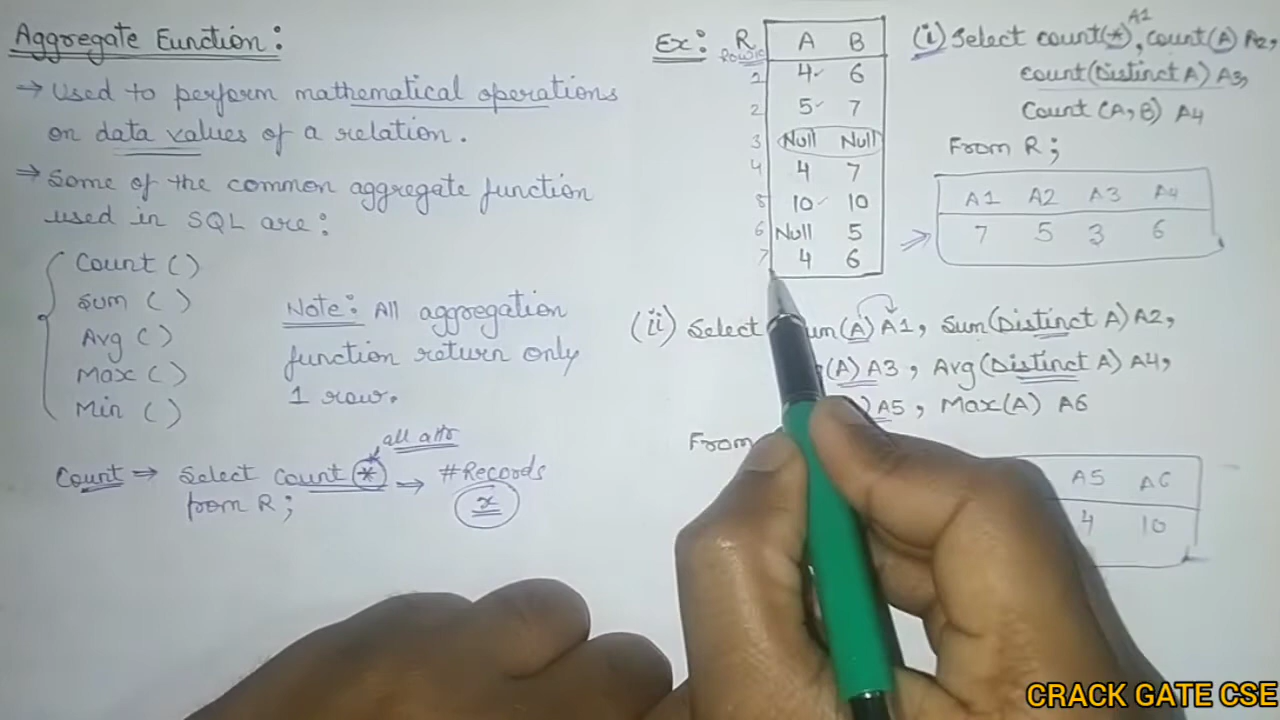 Aggregate Function :
→ Used to perform mathematical operations
on data values of a relation.
⇒ Some of the common aggregate function
used in SQL are :
Count ( )
Sum ( )
Avg ( )
Max ( )
Min ( )
Note : All aggregation
function return only
1 row.
all attr
Count ⇒ Select Count * → #Records
from R ;
x
Ex : R
A B
4 6
2 5 7
3 Null Null
4 4 7
5 10 10
6 Null 5
7 4 6
(i) Select count(*) A1, count(A) A2,
count(Distinct A) A3,
Count (A, B) A4
From R ;
A1 A2 A3 A4
7 5 3 6
(ii) Select (A) A1, Sum(Distinct A) A2,
(A) A3, Avg(Distinct A) A4,
) A5, Max(A) A6
From
A5 A6
4 10
CRACK GATE CSE